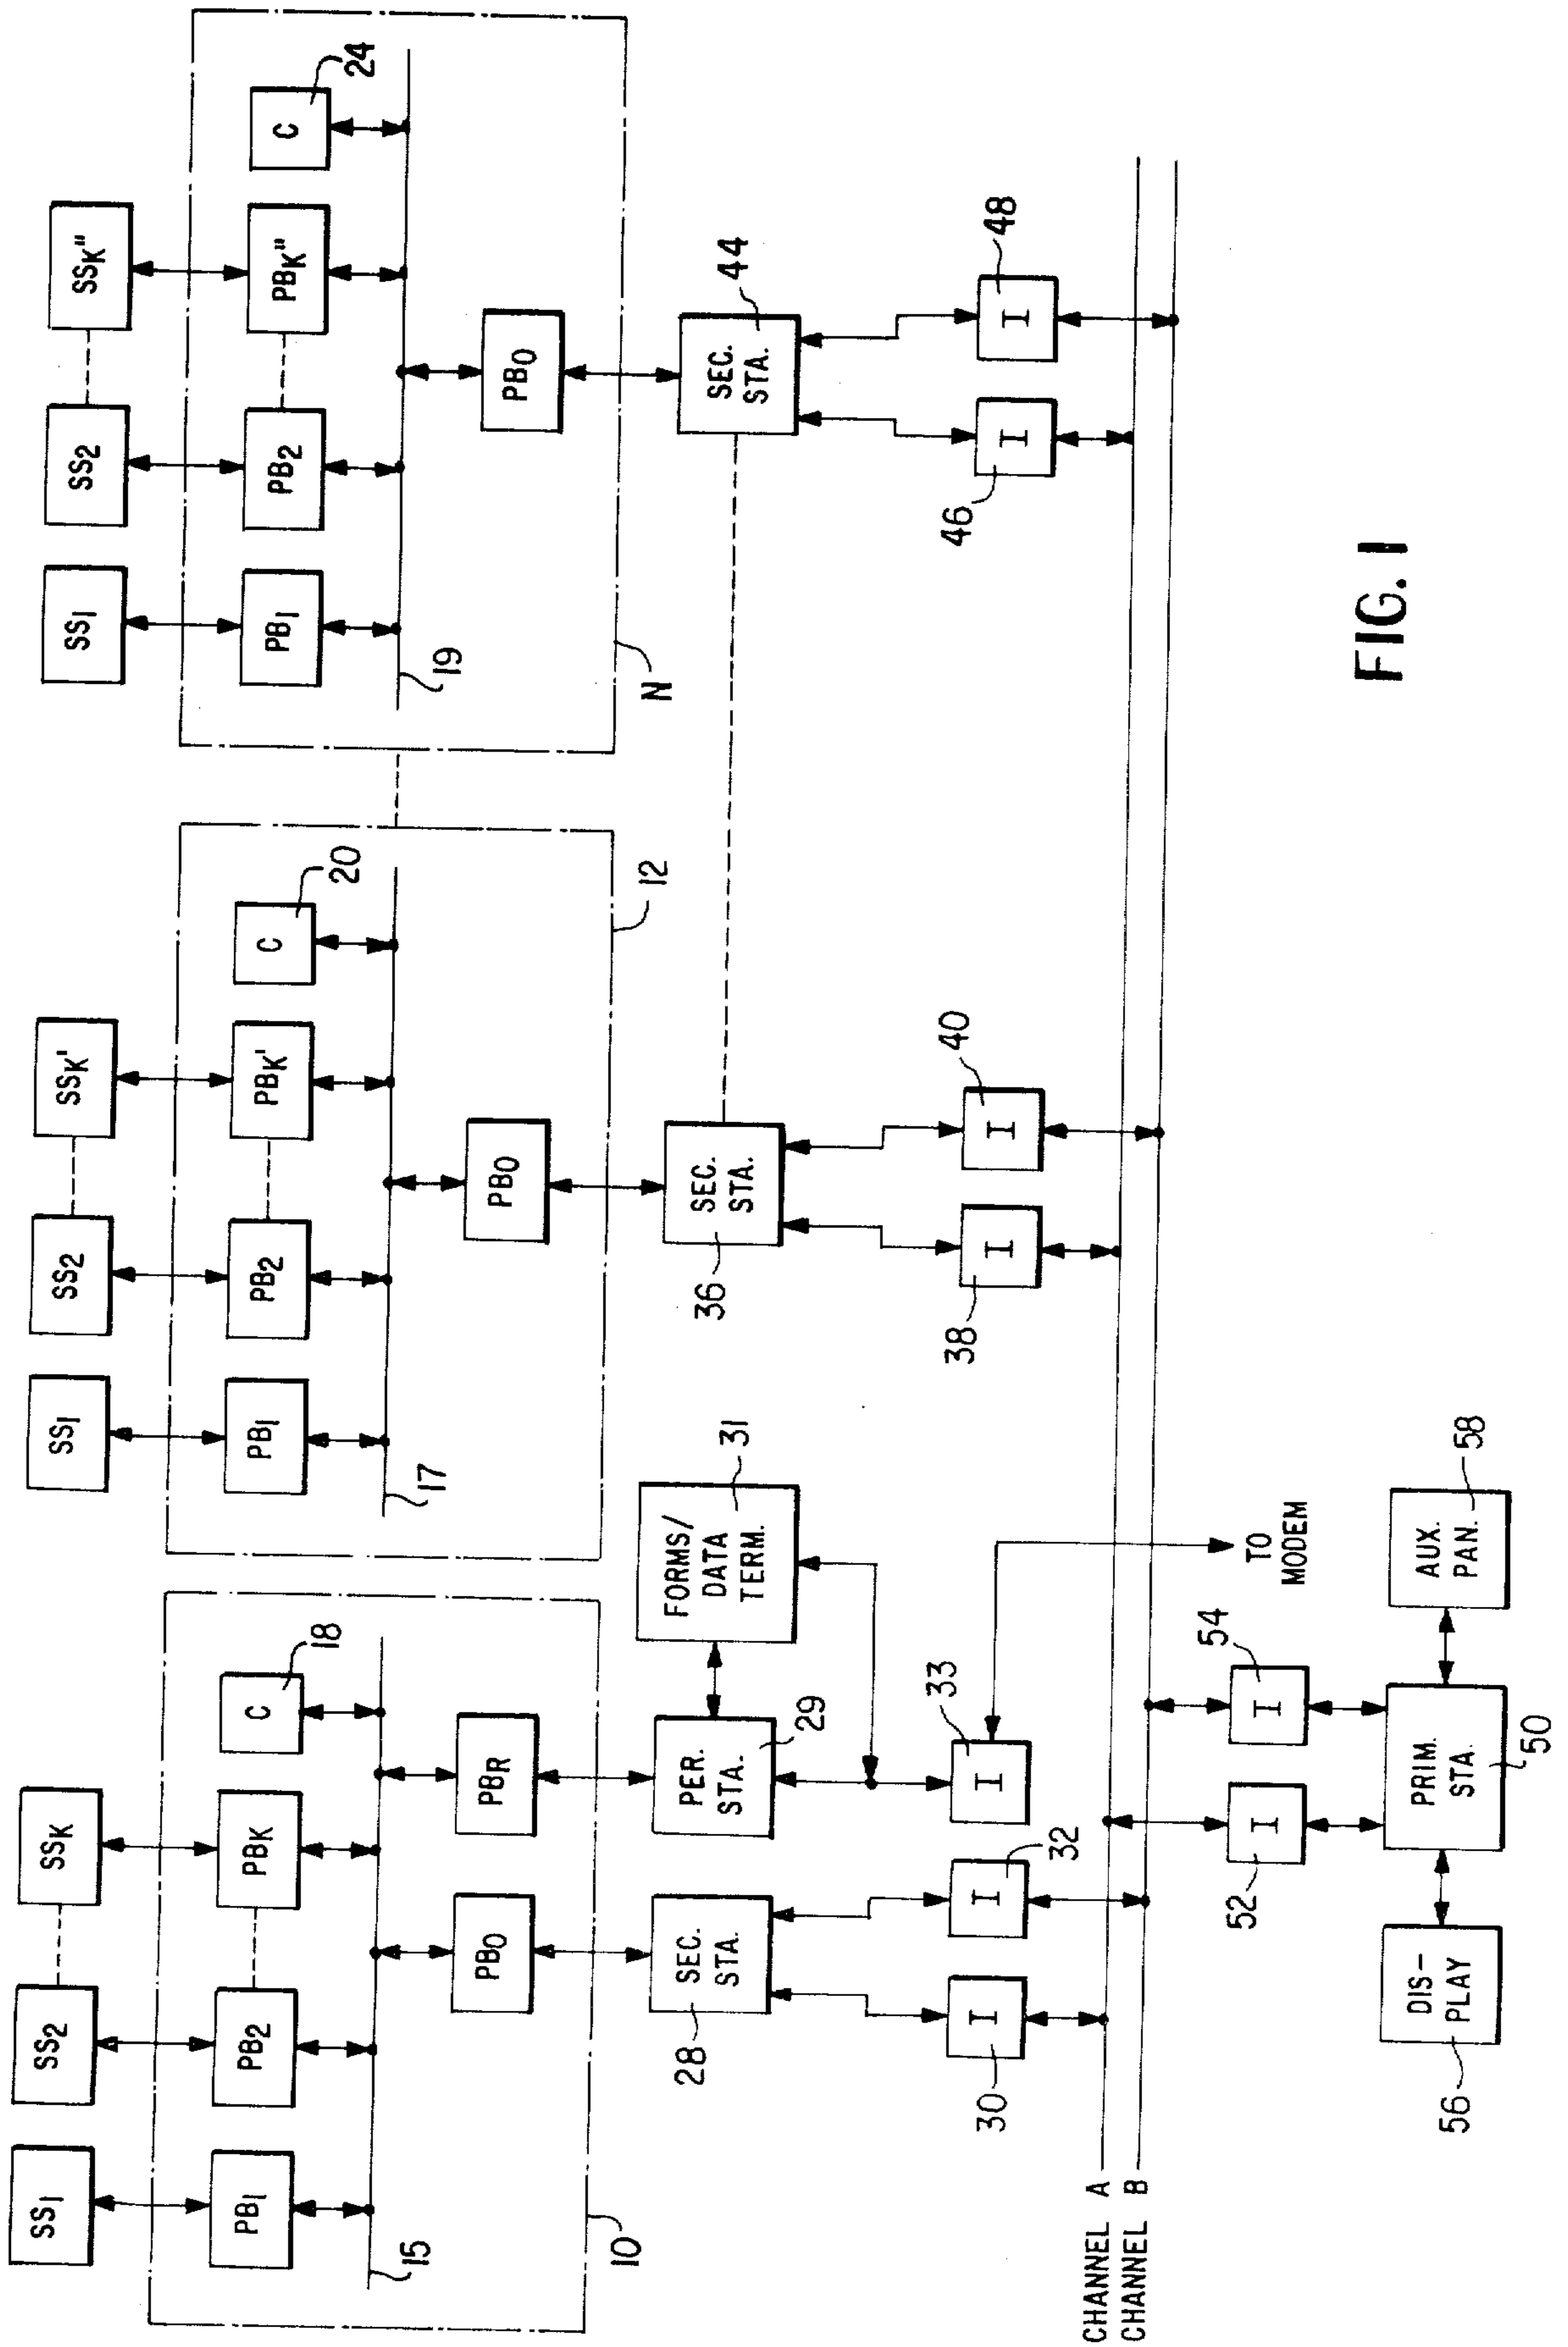 SS1
SS2
SSK
SS1
SS2
SSK'
SS1
SS2
SSK"
PB1
PB2
PBK
C
18
PB1
PB2
PBK'
C
20
PB1
PB2
PBK"
C
24
15
17
19
PBO
PBR
PBO
PBO
10
12
N
28
SEC.
STA.
PER.
STA.
29
FORMS/
DATA
TERM.
31
36
SEC.
STA.
SEC.
STA.
44
30
I
I
32
I
33
38
I
I
40
46
I
I
48
CHANNEL A
CHANNEL B
TO
MODEM
52
I
I
54
56
DIS-
PLAY
PRIM.
STA.
50
AUX.
PAN.
58
FIG. 1